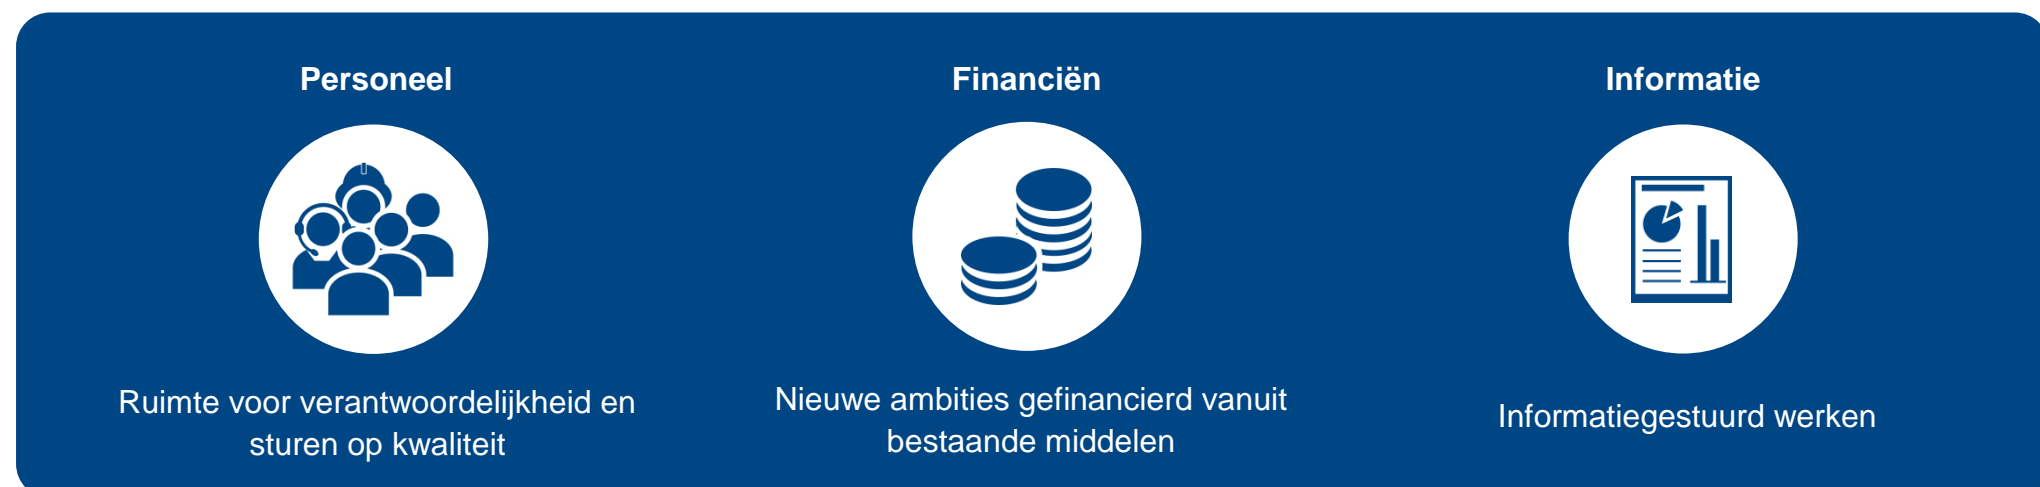 Personeel
Ruimte voor verantwoordelijkheid en
sturen op kwaliteit
Financiën
Nieuwe ambities gefinancierd vanuit
bestaande middelen
Informatie
Informatiegestuurd werken